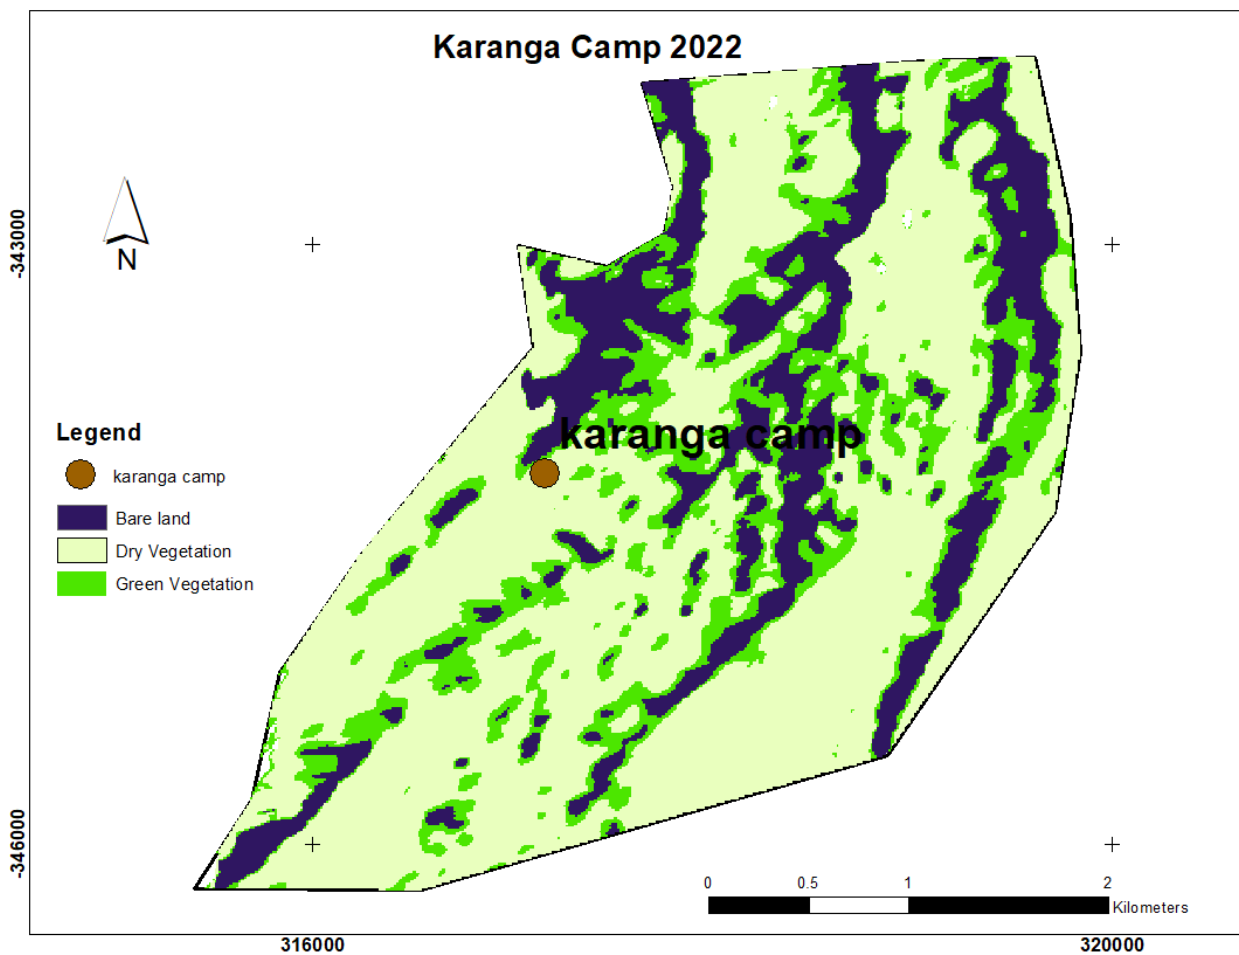 Karanga Camp 2022
N
-343000
karanga camp
Legend
karanga camp
Bare land
Dry Vegetation
Green Vegetation
-346000
0 0.5 1 2
Kilometers
316000 320000